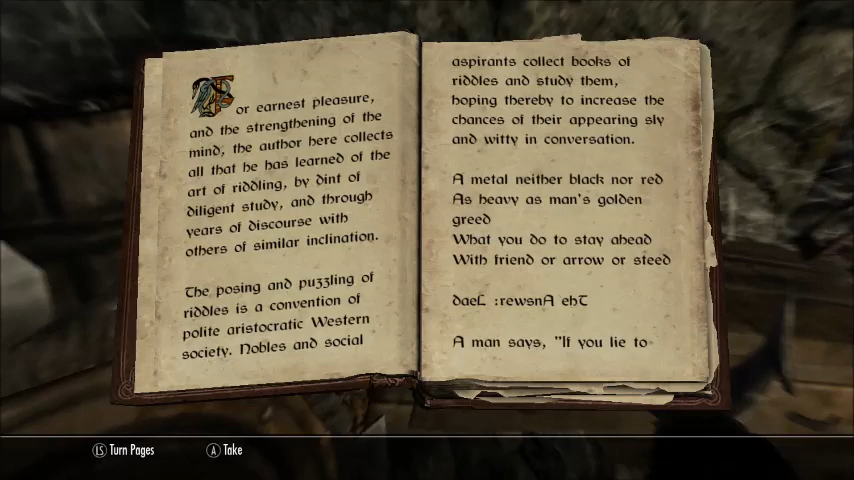 For earnest pleasure,
and the strengthening of the
mind, the author here collects
all that he has learned of the
art of riddling, by dint of
diligent study, and through
years of discourse with
others of similar inclination.
The posing and puzzling of
riddles is a convention of
polite aristocratic Western
society. Nobles and social
aspirants collect books of
riddles and study them,
hoping thereby to increase the
chances of their appearing sly
and witty in conversation.
A metal neither black nor red
As heavy as man's golden
greed
What you do to stay ahead
With friend or arrow or steed
daeL :rewsnA ehT
A man says, "If you lie to
LS Turn Pages
A Take